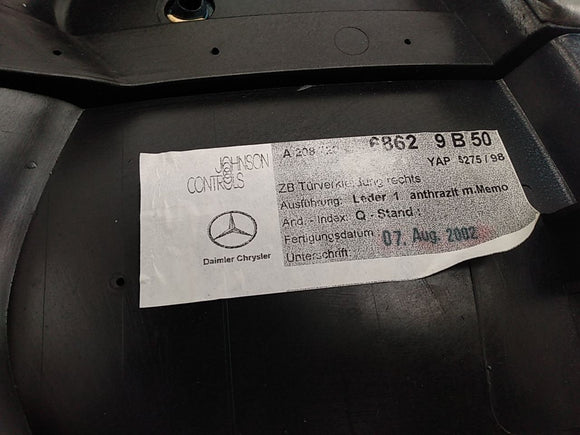 JOHNSON
CONTROLS
Daimler Chrysler
A 208 6862 9 B 50
YAP 5275 / 98
ZB Türverkleidung rechts
Ausführung: Leder 1 anthrazit m.Memo
Änd. - Index: Q - Stand :
Fertigungsdatum 07. Aug. 2002
Unterschrift: